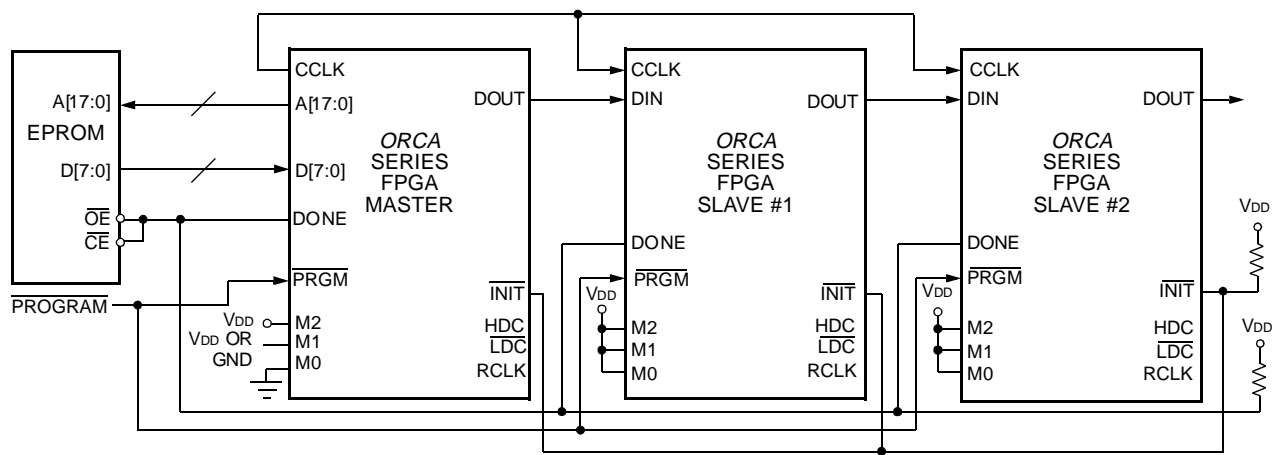 A[17:0]
EPROM
D[7:0]
OE
CE
PROGRAM
CCLK
A[17:0]
DOUT
ORCA
SERIES
FPGA
MASTER
D[7:0]
DONE
PRGM
INIT
VDD
M2
HDC
VDD OR
M1
LDC
GND
M0
RCLK
CCLK
DIN
DOUT
ORCA
SERIES
FPGA
SLAVE #1
DONE
PRGM
VDD
INIT
M2
HDC
M1
LDC
M0
RCLK
CCLK
DIN
DOUT
ORCA
SERIES
FPGA
SLAVE #2
DONE
PRGM
VDD
INIT
M2
HDC
M1
LDC
M0
RCLK
VDD
VDD